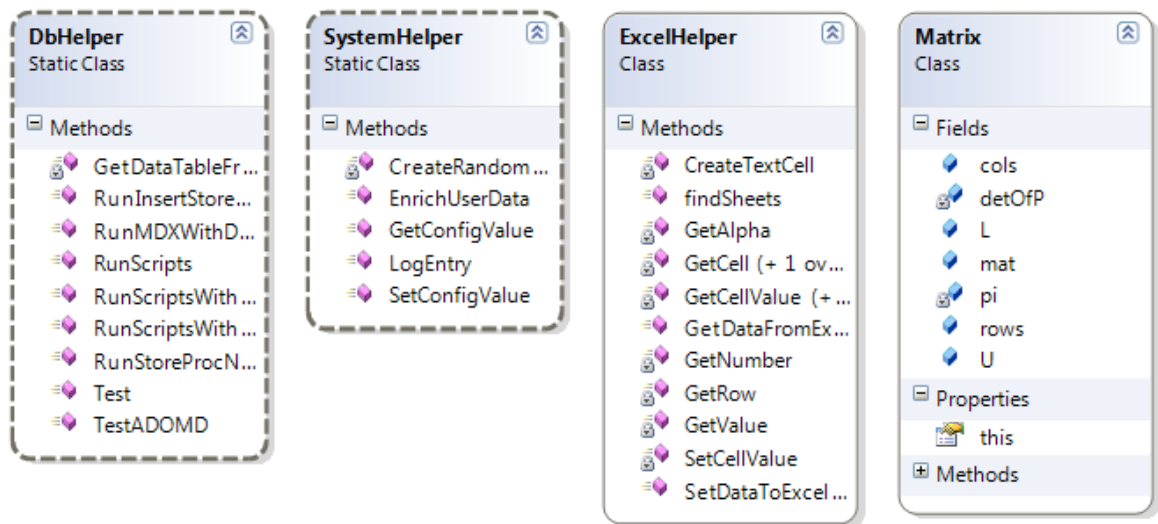 DbHelper
Static Class
Methods
GetDataTableFr...
RunInsertStore...
RunMDXWithD...
RunScripts
RunScriptsWith ...
RunScriptsWith ...
RunStoreProcN...
Test
TestADOMD
SystemHelper
Static Class
Methods
CreateRandom ...
EnrichUserData
GetConfigValue
LogEntry
SetConfigValue
ExcelHelper
Class
Methods
CreateTextCell
findSheets
GetAlpha
GetCell (+ 1 ov...
GetCellValue (+ ...
GetDataFromEx...
GetNumber
GetRow
GetValue
SetCellValue
SetDataToExcel ...
Matrix
Class
Fields
cols
detOfP
L
mat
pi
rows
U
Properties
this
Methods